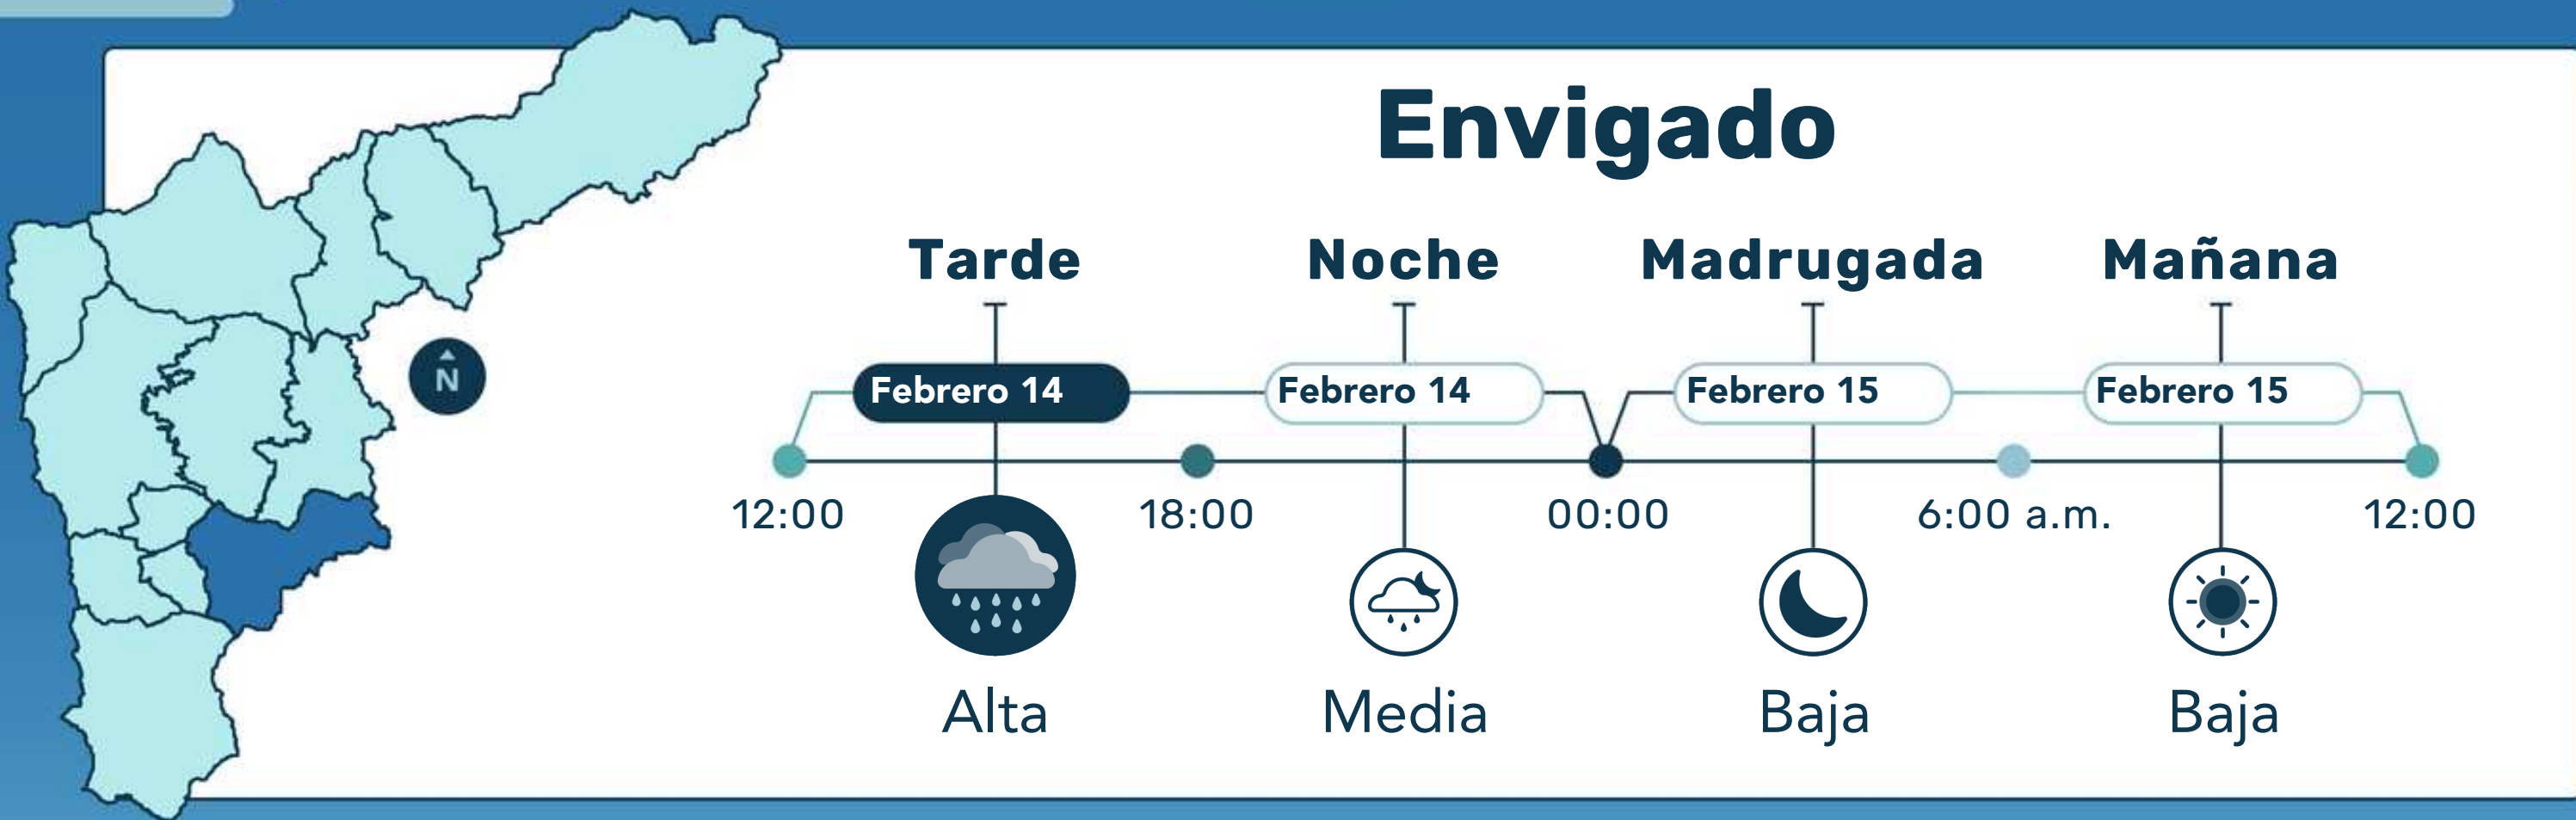 Envigado
Tarde
Noche
Madrugada
Mañana
N
Febrero 14
Febrero 14
Febrero 15
Febrero 15
12:00
18:00
00:00
6:00 a.m.
12:00
Alta
Media
Baja
Baja